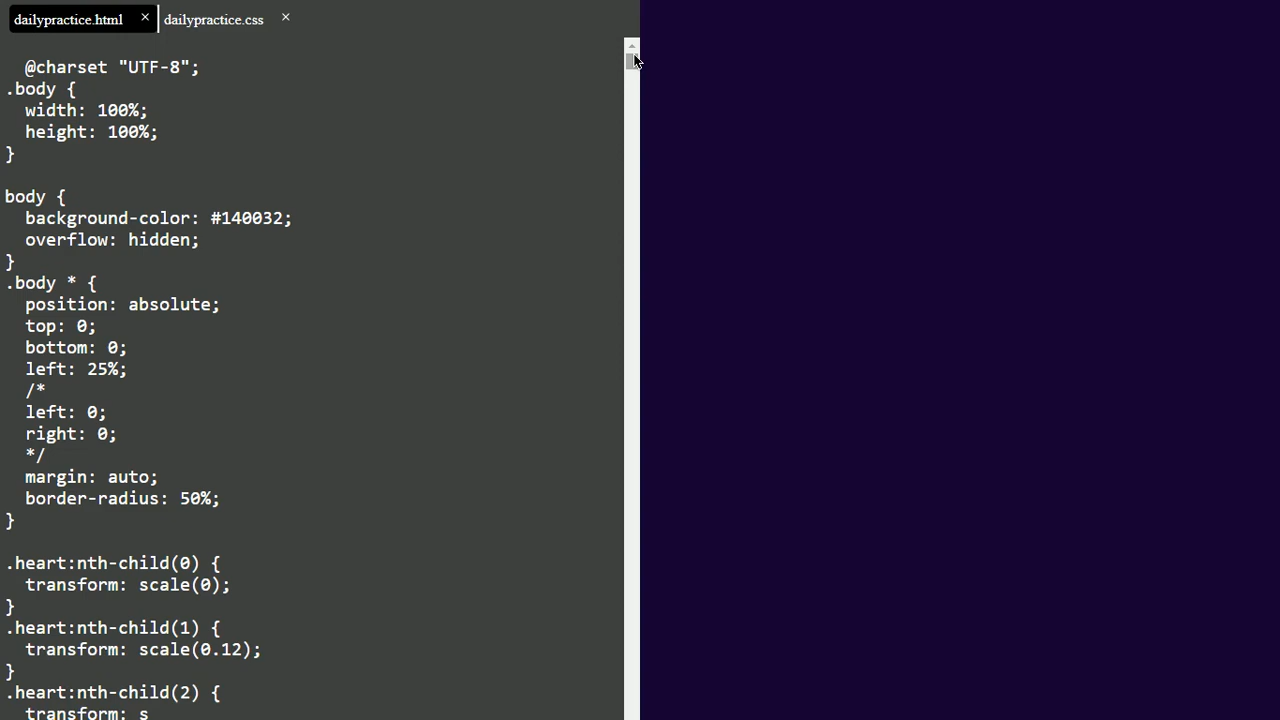 dailypractice.html × dailypractice.css ×
@charset "UTF-8";
.body {
width: 100%;
height: 100%;
}
body {
background-color: #140032;
overflow: hidden;
}
.body * {
position: absolute;
top: 0;
bottom: 0;
left: 25%;
/*
left: 0;
right: 0;
*/
margin: auto;
border-radius: 50%;
}
.heart:nth-child(0) {
transform: scale(0);
}
.heart:nth-child(1) {
transform: scale(0.12);
}
.heart:nth-child(2) {
transform: s